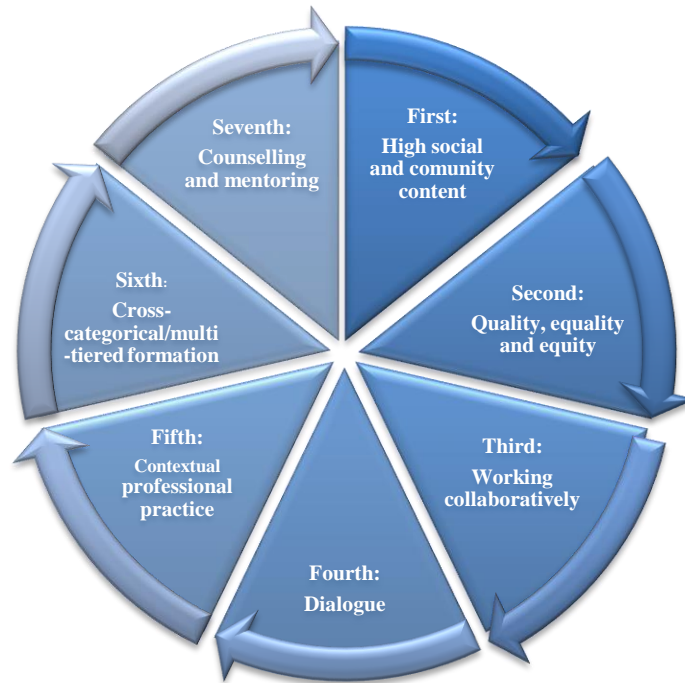 First:
High social
and comunity
content
Second:
Quality, equality
and equity
Third:
Working
collaboratively
Fourth:
Dialogue
Fifth:
Contextual
professional
practice
Sixth:
Cross-
categorical/multi
-tiered formation
Seventh:
Counselling
and mentoring